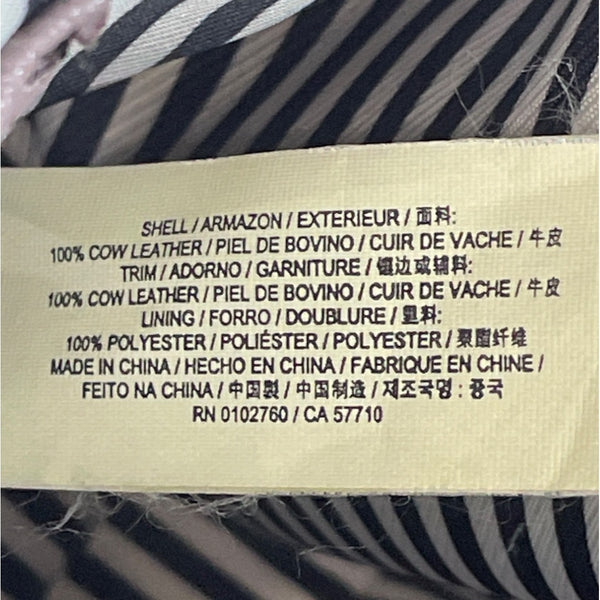 SHELL / ARMAZON / EXTERIEUR / 面料:
100% COW LEATHER / PIEL DE BOVINO / CUIR DE VACHE / 牛皮
TRIM / ADORNO / GARNITURE / 镶边或辅料:
100% COW LEATHER / PIEL DE BOVINO / CUIR DE VACHE / 牛皮
LINING / FORRO / DOUBLURE / 里料:
100% POLYESTER / POLIÉSTER / POLYESTER / 聚酯纤维
MADE IN CHINA / HECHO EN CHINA / FABRIQUE EN CHINE /
FEITO NA CHINA / 中國製 / 中国制造 / 제조국명 : 중국
RN 0102760 / CA 57710